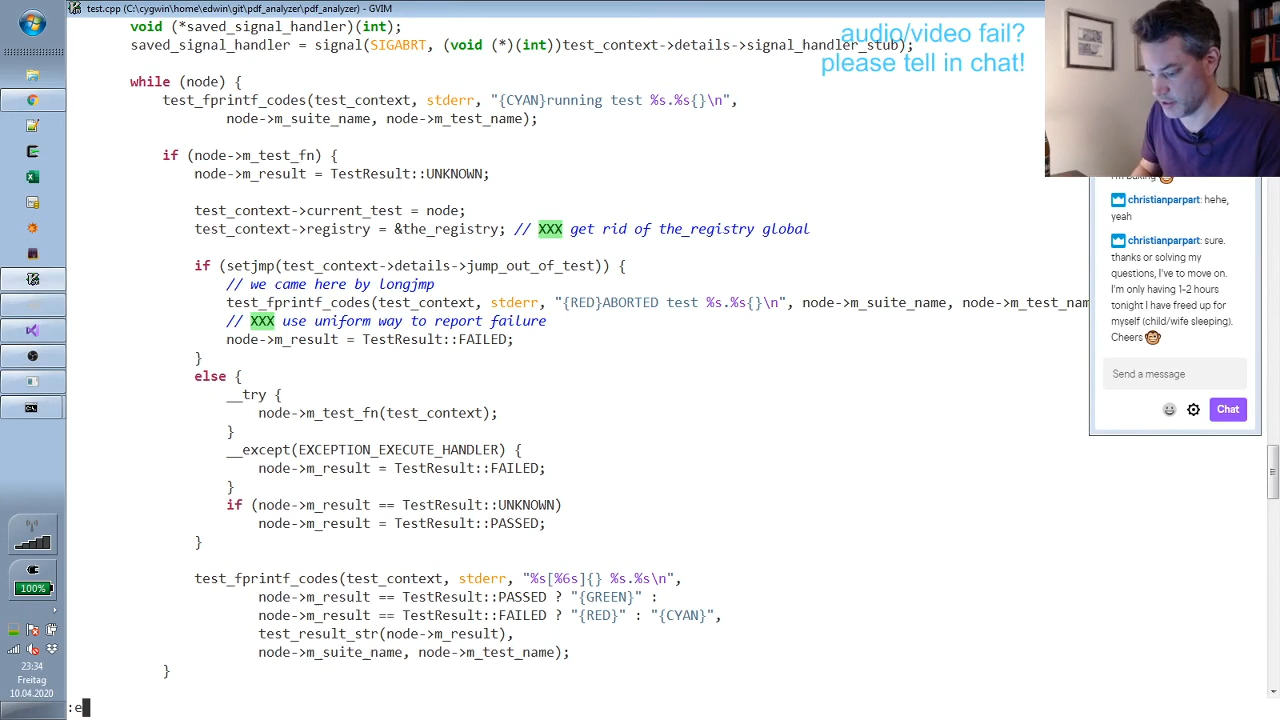 test.cpp (C:\cygwin\home\edwin\git\pdf_analyzer\pdf_analyzer) - GVIM
void (*saved_signal_handler)(int);
saved_signal_handler = signal(SIGABRT, (void (*)(int))test_context->details->signal_handler_stub);
while (node) {
test_fprintf_codes(test_context, stderr, "{CYAN}running test %s.%s{}\n",
node->m_suite_name, node->m_test_name);
if (node->m_test_fn) {
node->m_result = TestResult::UNKNOWN;
test_context->current_test = node;
test_context->registry = &the_registry; // XXX get rid of the_registry global
if (setjmp(test_context->details->jump_out_of_test)) {
// we came here by longjmp
test_fprintf_codes(test_context, stderr, "{RED}ABORTED test %s.%s{}\n", node->m_suite_name, node->m_test_nam
// XXX use uniform way to report failure
node->m_result = TestResult::FAILED;
}
else {
__try {
node->m_test_fn(test_context);
}
__except(EXCEPTION_EXECUTE_HANDLER) {
node->m_result = TestResult::FAILED;
}
if (node->m_result == TestResult::UNKNOWN)
node->m_result = TestResult::PASSED;
}
test_fprintf_codes(test_context, stderr, "%s[%6s]{} %s.%s\n",
node->m_result == TestResult::PASSED ? "{GREEN}" :
node->m_result == TestResult::FAILED ? "{RED}" : "{CYAN}",
test_result_str(node->m_result),
node->m_suite_name, node->m_test_name);
}
:e
audio/video fail?
please tell in chat!
I'm baking
christianparpart: hehe,
yeah
christianparpart: sure.
thanks or solving my
questions, I've to move on.
I'm only having 1-2 hours
tonight I have freed up for
myself (child/wife sleeping).
Cheers
Send a message
Chat
100%
23:34
Freitag
10.04.2020